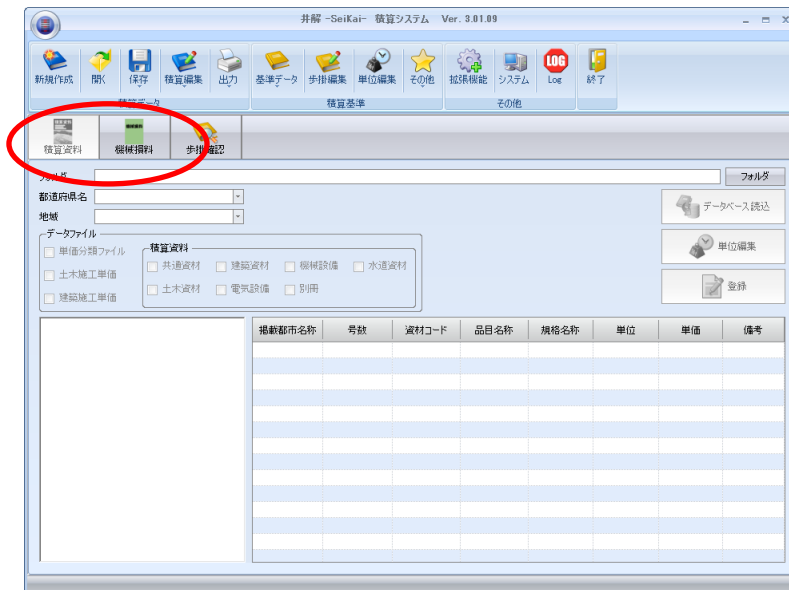 井解 -SeiKai- 積算システム Ver. 3.01.09
新規作成 開く 保存 積算編集 出力 基準データ 歩掛編集 単位編集 その他 拡張機能 システム Log 終了
積算データ 積算基準 その他
積算資料 機械損料 歩掛確認
フォルダ フォルダ
都道府県名
地域
データベース読込
データファイル
単価分類ファイル
土木施工単価
建築施工単価
積算資料
共通資材 建築資材 機械設備 水道資材
土木資材 電気設備 別冊
単位編集
登録
掲載都市名称 号数 資材コード 品目名称 規格名称 単位 単価 備考